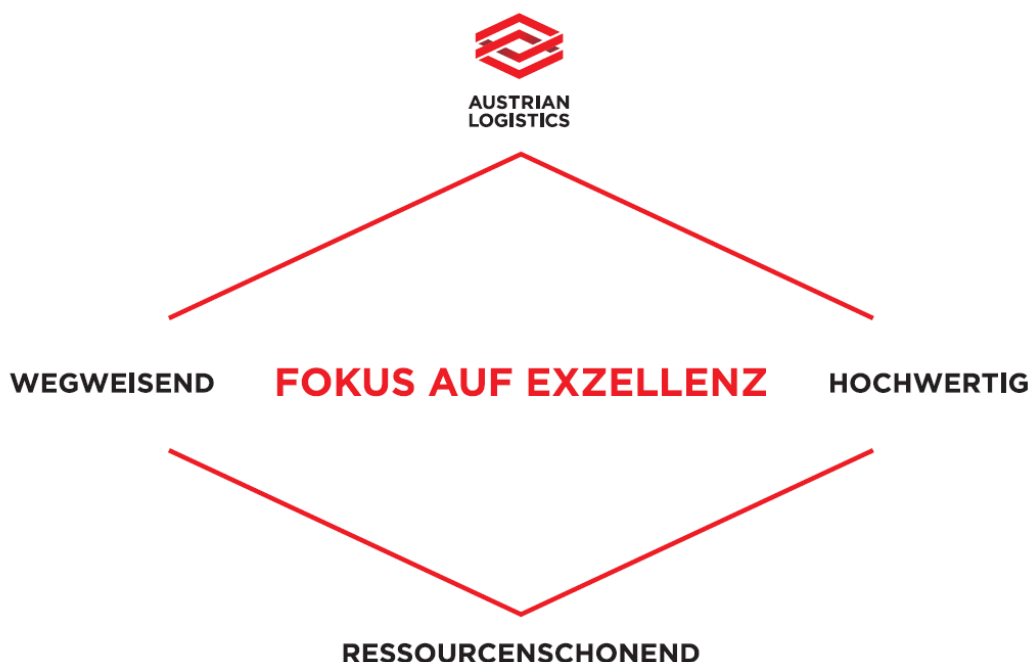 AUSTRIAN
LOGISTICS
WEGWEISEND
FOKUS AUF EXZELLENZ
HOCHWERTIG
RESSOURCENSCHONEND